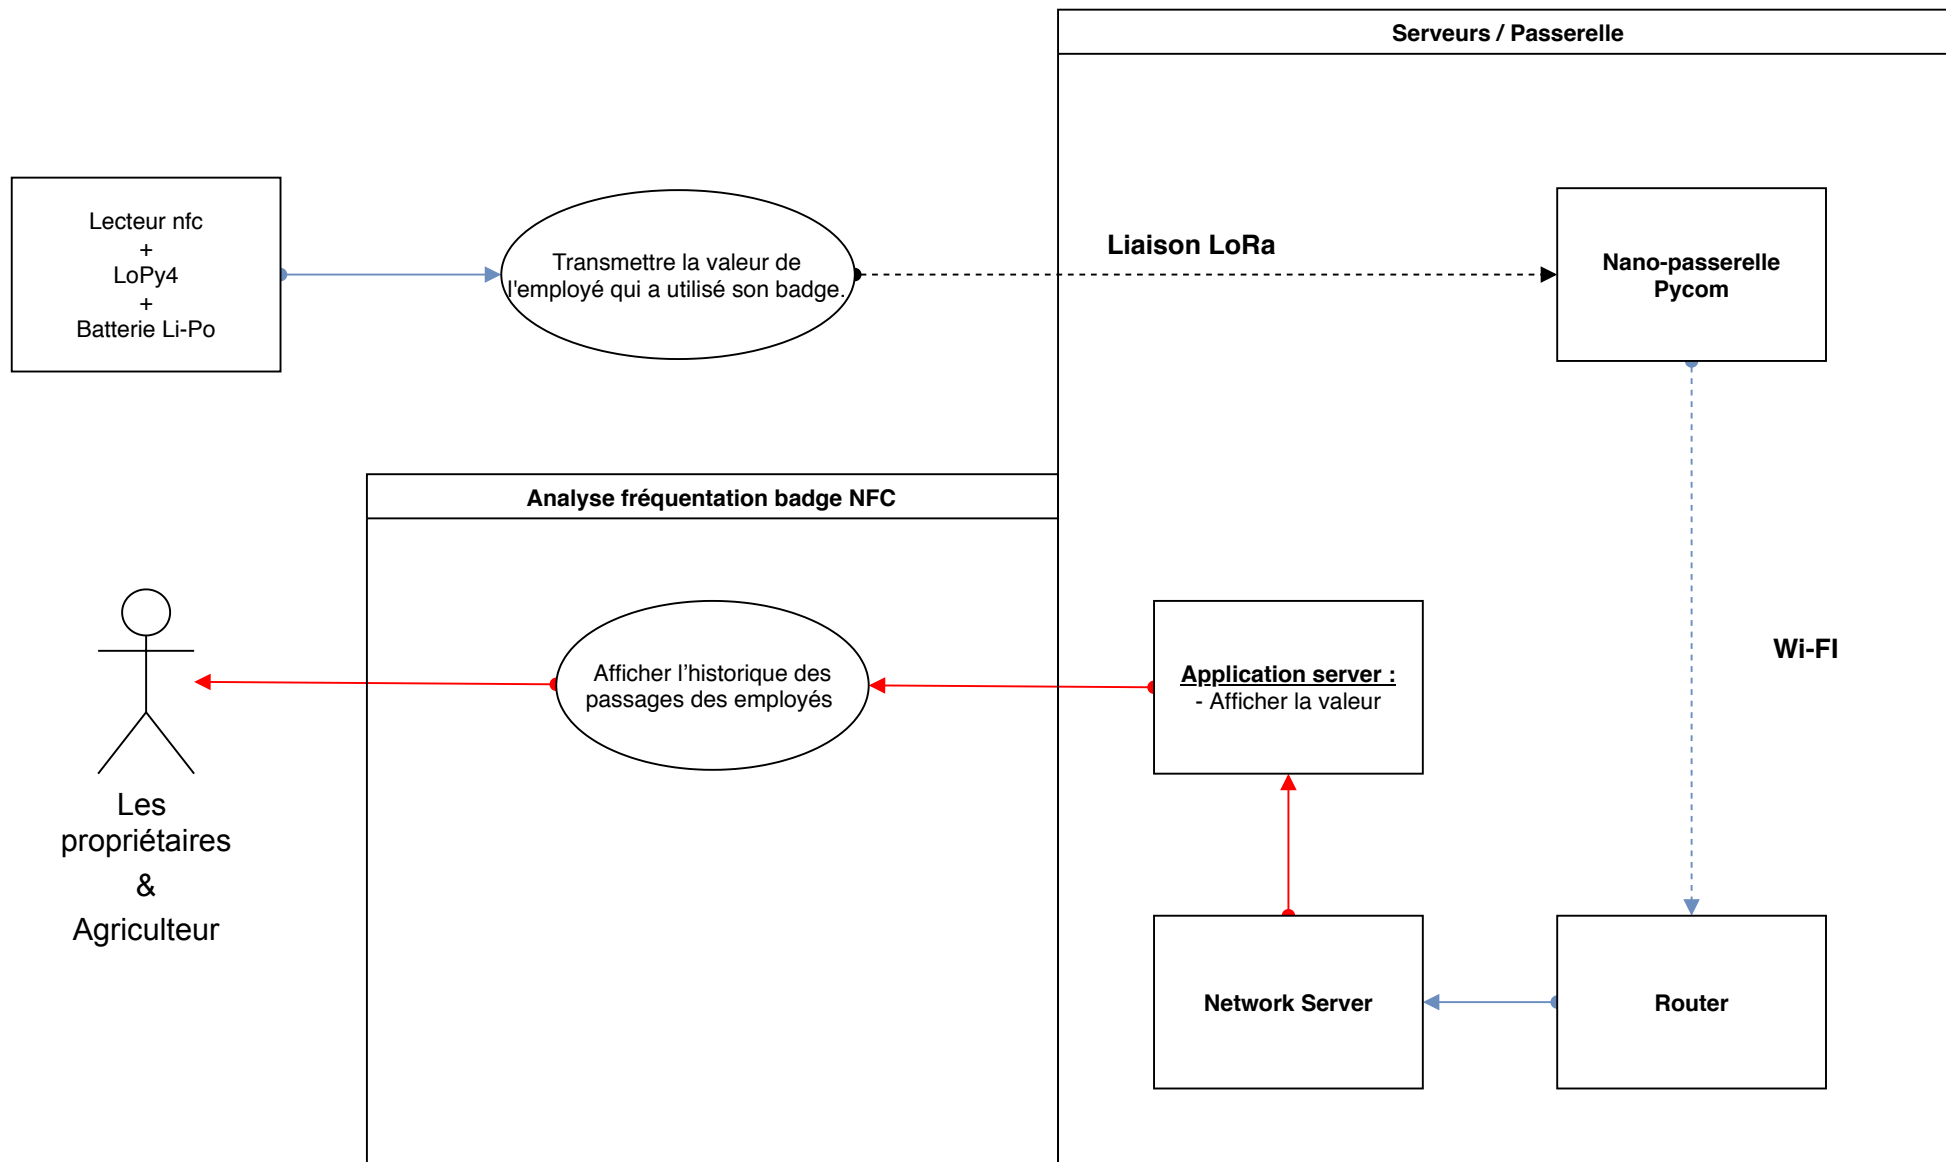 Serveurs / Passerelle
Lecteur nfc
+
LoPy4
+
Batterie Li-Po
Transmettre la valeur de
l'employé qui a utilisé son badge.
Liaison LoRa
Nano-passerelle
Pycom
Analyse fréquentation badge NFC
Afficher l’historique des
passages des employés
Application server :
- Afficher la valeur
Wi-FI
Les
propriétaires
&
Agriculteur
Network Server
Router